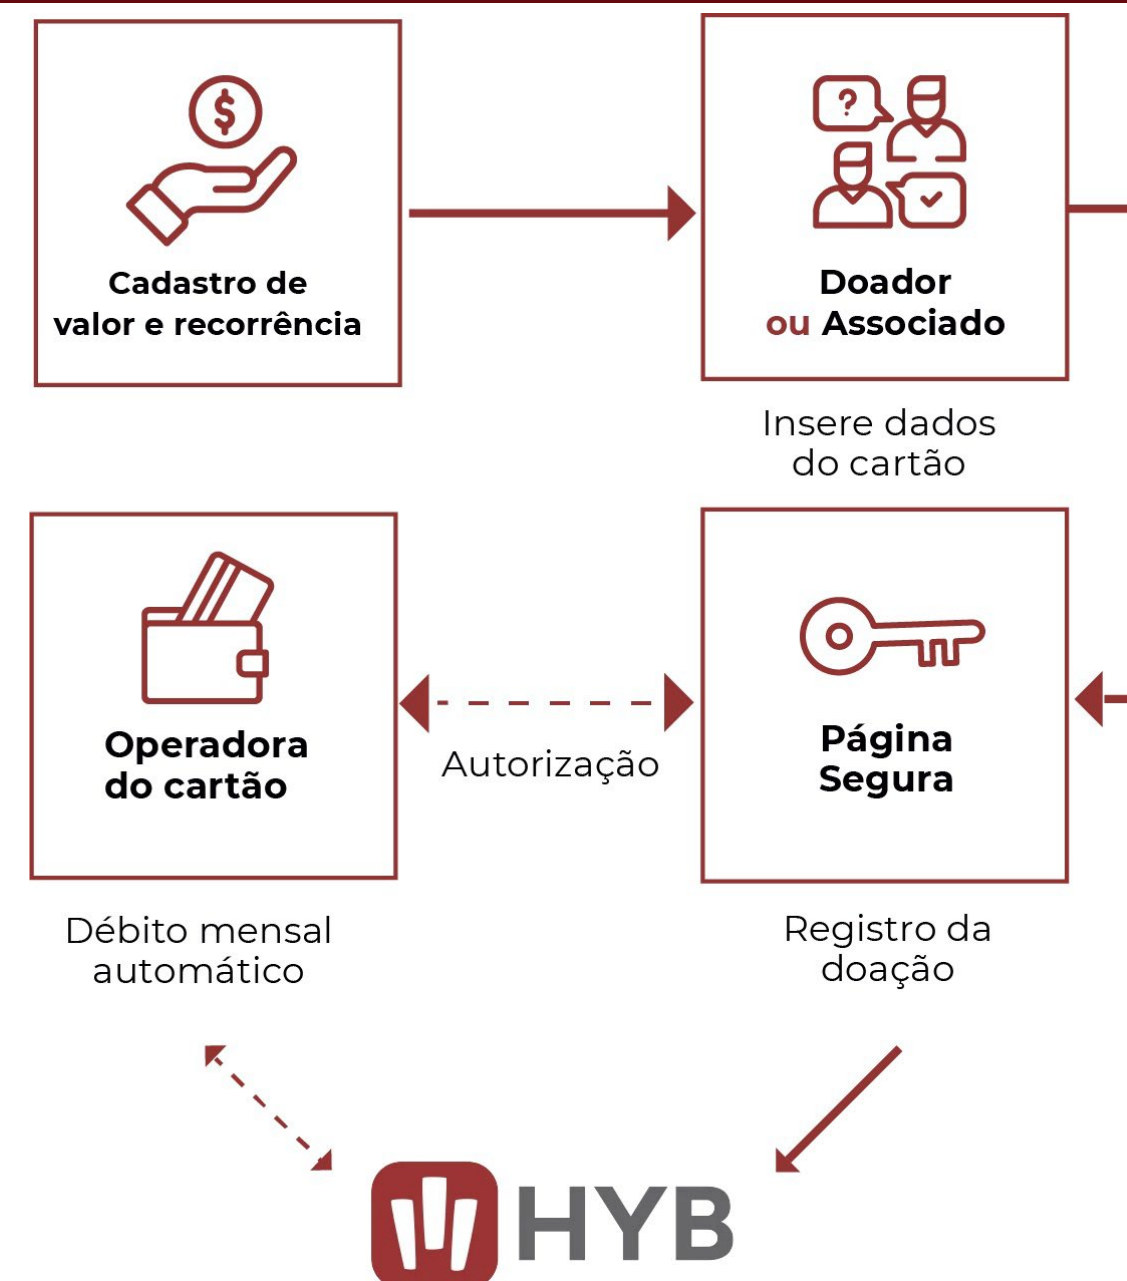 $
?
Cadastro de
valor e recorrência
Doador
ou Associado
Insere dados
do cartão
Operadora
do cartão
Autorização
Página
Segura
Débito mensal
automático
Registro da
doação
HYB